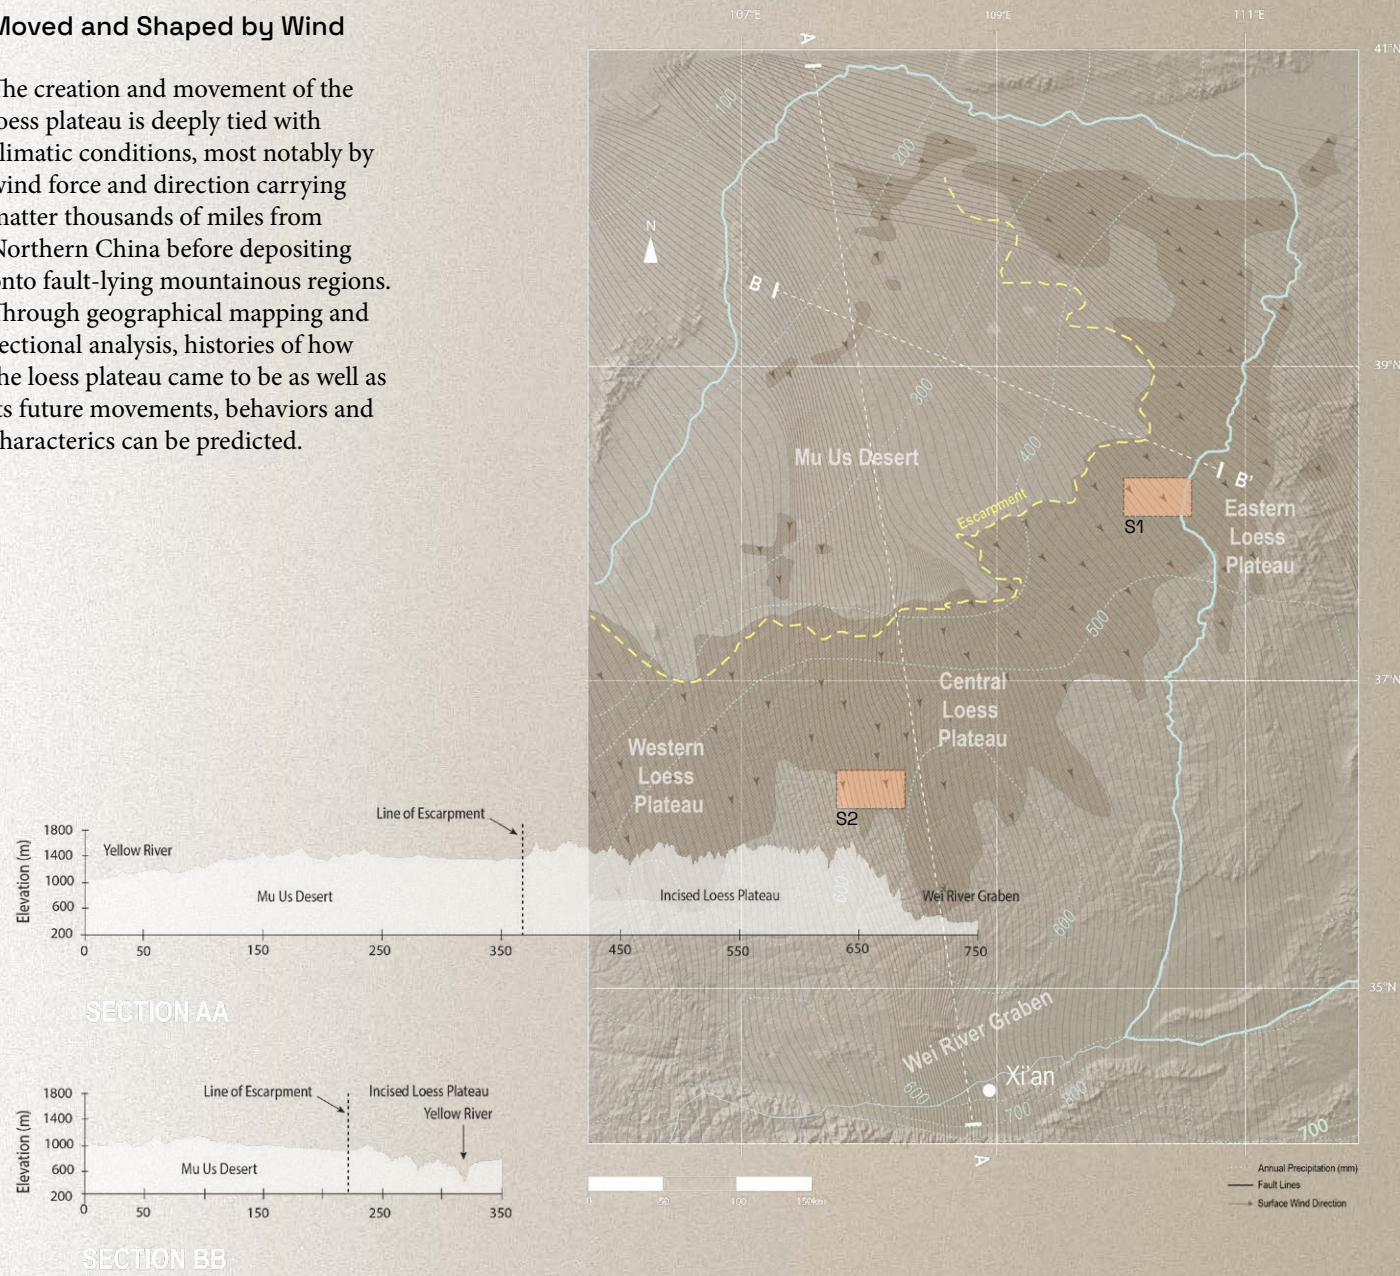 Moved and Shaped by Wind
The creation and movement of the
loess plateau is deeply tied with
climatic conditions, most notably by
wind force and direction carrying
matter thousands of miles from
Northern China before depositing
onto fault-lying mountainous regions.
Through geographical mapping and
sectional analysis, histories of how
the loess plateau came to be as well as
its future movements, behaviors and
characterics can be predicted.
107°E 109°E 111°E
41°N
39°N
37°N
35°N
A
N
B
B'
100
200
300
400
500
600
600
600
700
800
700
Mu Us Desert
Escarpment
S1
Eastern
Loess
Plateau
Central
Loess
Plateau
Western
Loess
Plateau
S2
Wei River Graben
Xi'an
A
Line of Escarpment
Yellow River
Mu Us Desert
Incised Loess Plateau
Wei River Graben
Elevation (m)
1800
1400
1000
600
200
0 50 150 250 350 450 550 650 750
SECTION AA
Line of Escarpment
Incised Loess Plateau
Yellow River
Mu Us Desert
Elevation (m)
1800
1400
1000
600
200
0 50 150 250 350
SECTION BB
0 50 100 150km
Annual Precipitation (mm)
Fault Lines
Surface Wind Direction